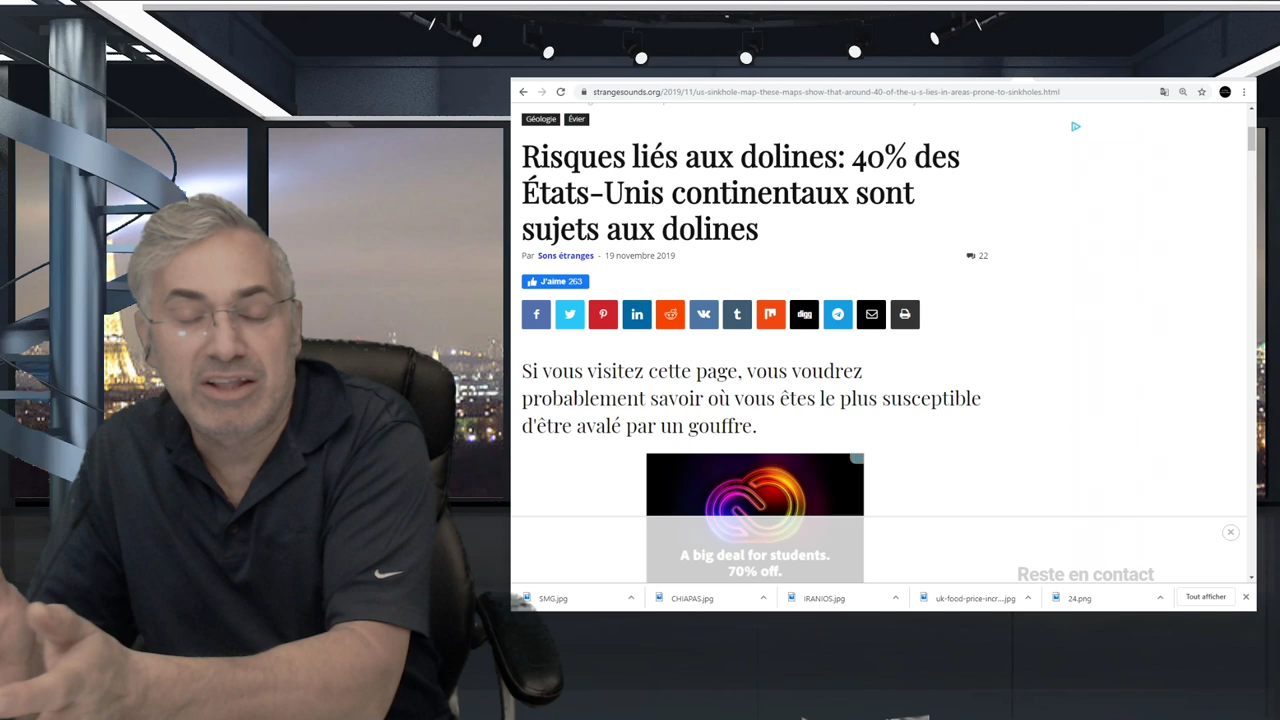 strangesounds.org/2019/11/us-sinkhole-map-these-maps-show-that-around-40-of-the-u-s-lies-in-areas-prone-to-sinkholes.html
Géologie Évier
Risques liés aux dolines: 40% des
États-Unis continentaux sont
sujets aux dolines
Par Sons étranges - 19 novembre 2019 22
J'aime 263
digg
Si vous visitez cette page, vous voudrez
probablement savoir où vous êtes le plus susceptible
d'être avalé par un gouffre.
A big deal for students.
70% off.
Reste en contact
SMG.jpg CHIAPAS.jpg IRANIOS.jpg uk-food-price-incr....jpg 24.png Tout afficher